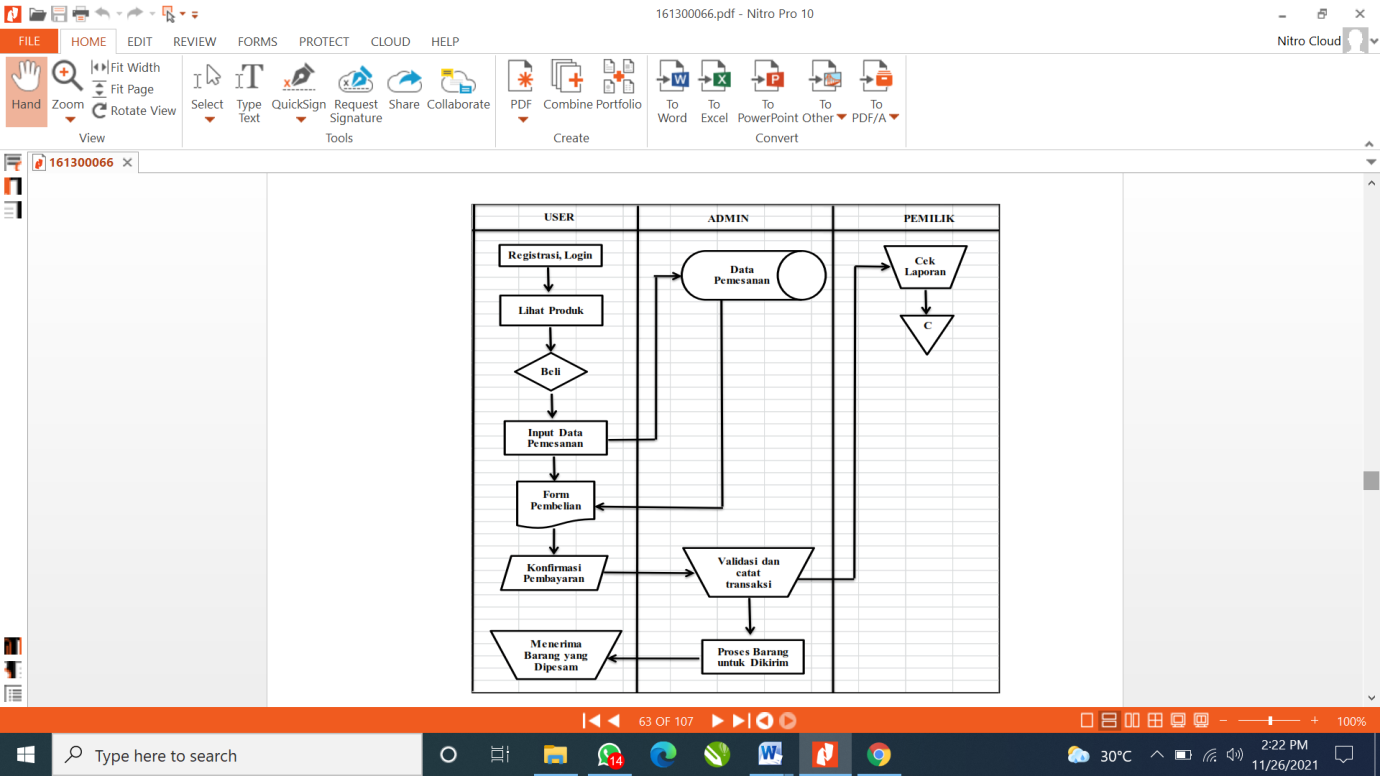 161300066.pdf - Nitro Pro 10
FILE HOME EDIT REVIEW FORMS PROTECT CLOUD HELP
Nitro Cloud
Hand
Zoom
Fit Width
Fit Page
Rotate View
View
Select
Type
Text
QuickSign
Request
Signature
Share
Collaborate
Tools
PDF
Combine
Portfolio
Create
To
Word
To
Excel
To
PowerPoint
To
Other
To
PDF/A
Convert
161300066
USER
ADMIN
PEMILIK
Registrasi, Login
Lihat Produk
Beli
Input Data
Pemesanan
Form
Pembelian
Konfirmasi
Pembayaran
Menerima
Barang yang
Dipesam
Data
Pemesanan
Validasi dan
catat
transaksi
Proses Barang
untuk Dikirim
Cek
Laporan
C
63 OF 107
100%
Type here to search
14
30°C
2:22 PM
11/26/2021